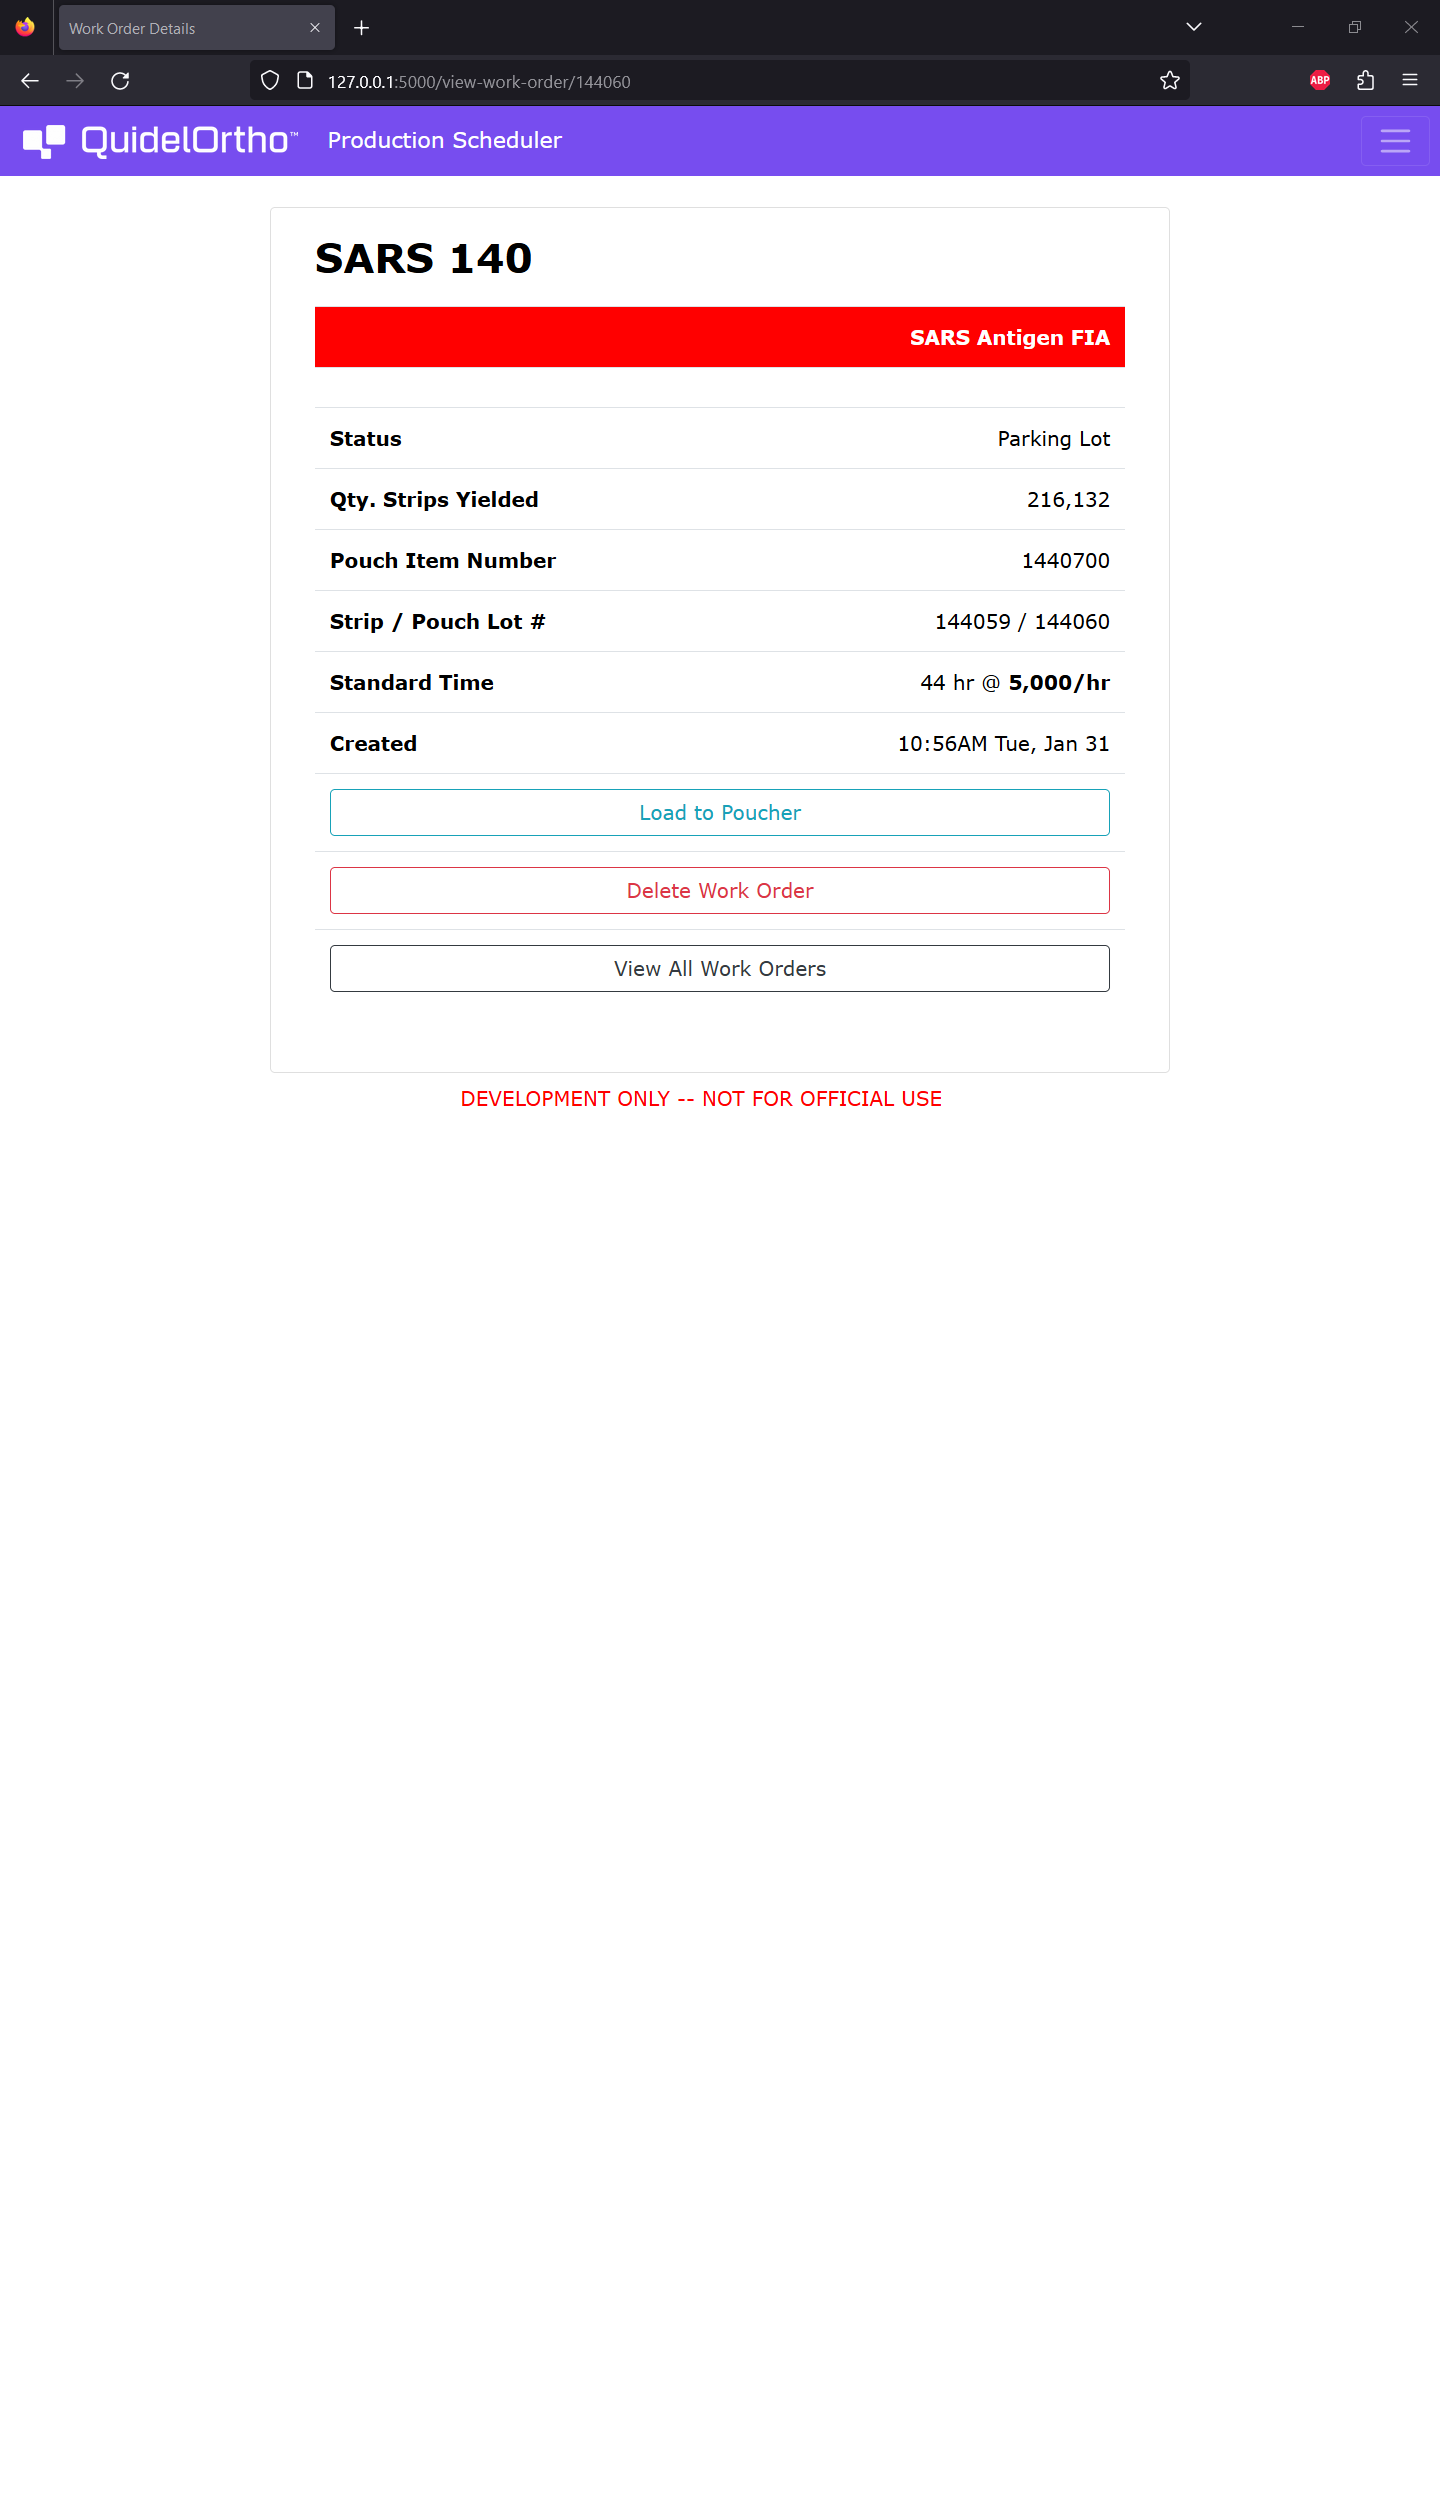 Work Order Details
127.0.0.1:5000/view-work-order/144060
ABP
QuidelOrtho™ Production Scheduler
SARS 140
SARS Antigen FIA
Status Parking Lot
Qty. Strips Yielded 216,132
Pouch Item Number 1440700
Strip / Pouch Lot # 144059 / 144060
Standard Time 44 hr @ 5,000/hr
Created 10:56AM Tue, Jan 31
Load to Poucher
Delete Work Order
View All Work Orders
DEVELOPMENT ONLY -- NOT FOR OFFICIAL USE